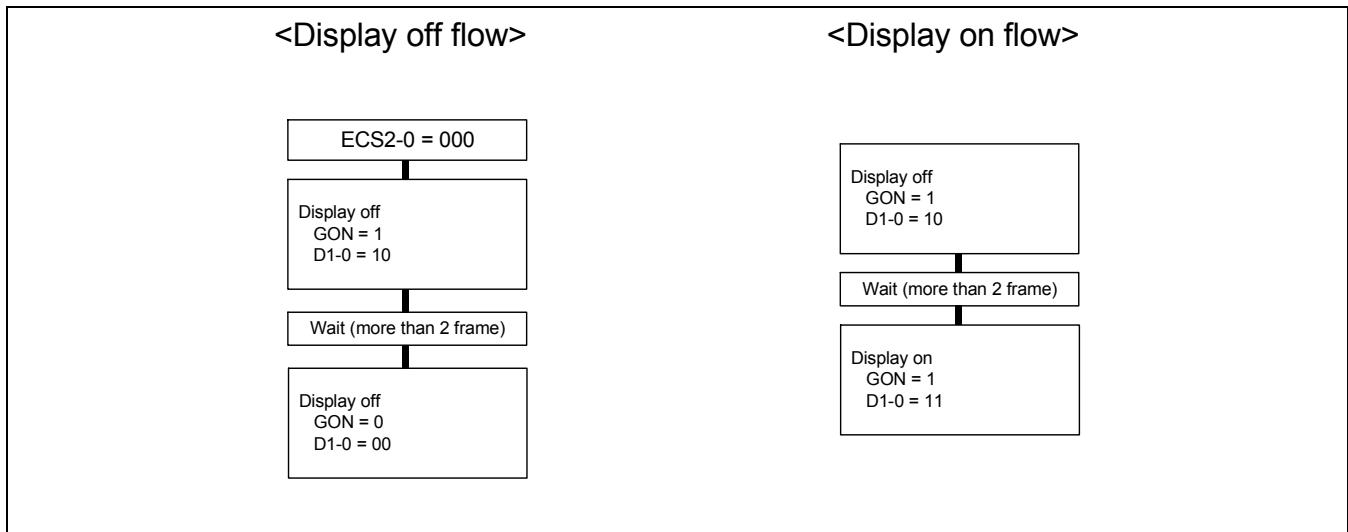 <Display off flow>
ECS2-0 = 000
Display off
GON = 1
D1-0 = 10
Wait (more than 2 frame)
Display off
GON = 0
D1-0 = 00
<Display on flow>
Display off
GON = 1
D1-0 = 10
Wait (more than 2 frame)
Display on
GON = 1
D1-0 = 11